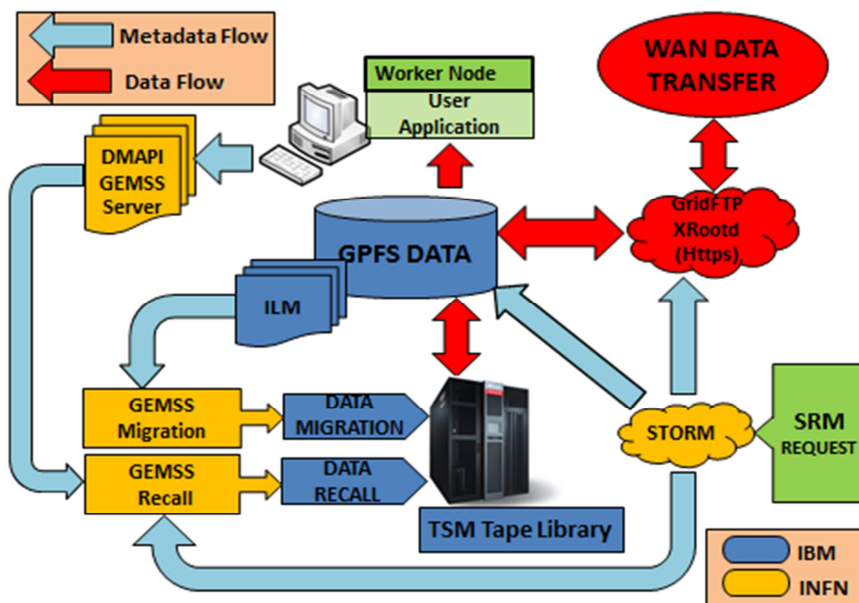 Metadata Flow
Data Flow
Worker Node
User
Application
WAN DATA
TRANSFER
DMAPI
GEMSS
Server
GridFTP
XRootd
(Https)
GPFS DATA
ILM
GEMSS
Migration
DATA
MIGRATION
STORM
SRM
REQUEST
GEMSS
Recall
DATA
RECALL
TSM Tape Library
IBM
INFN